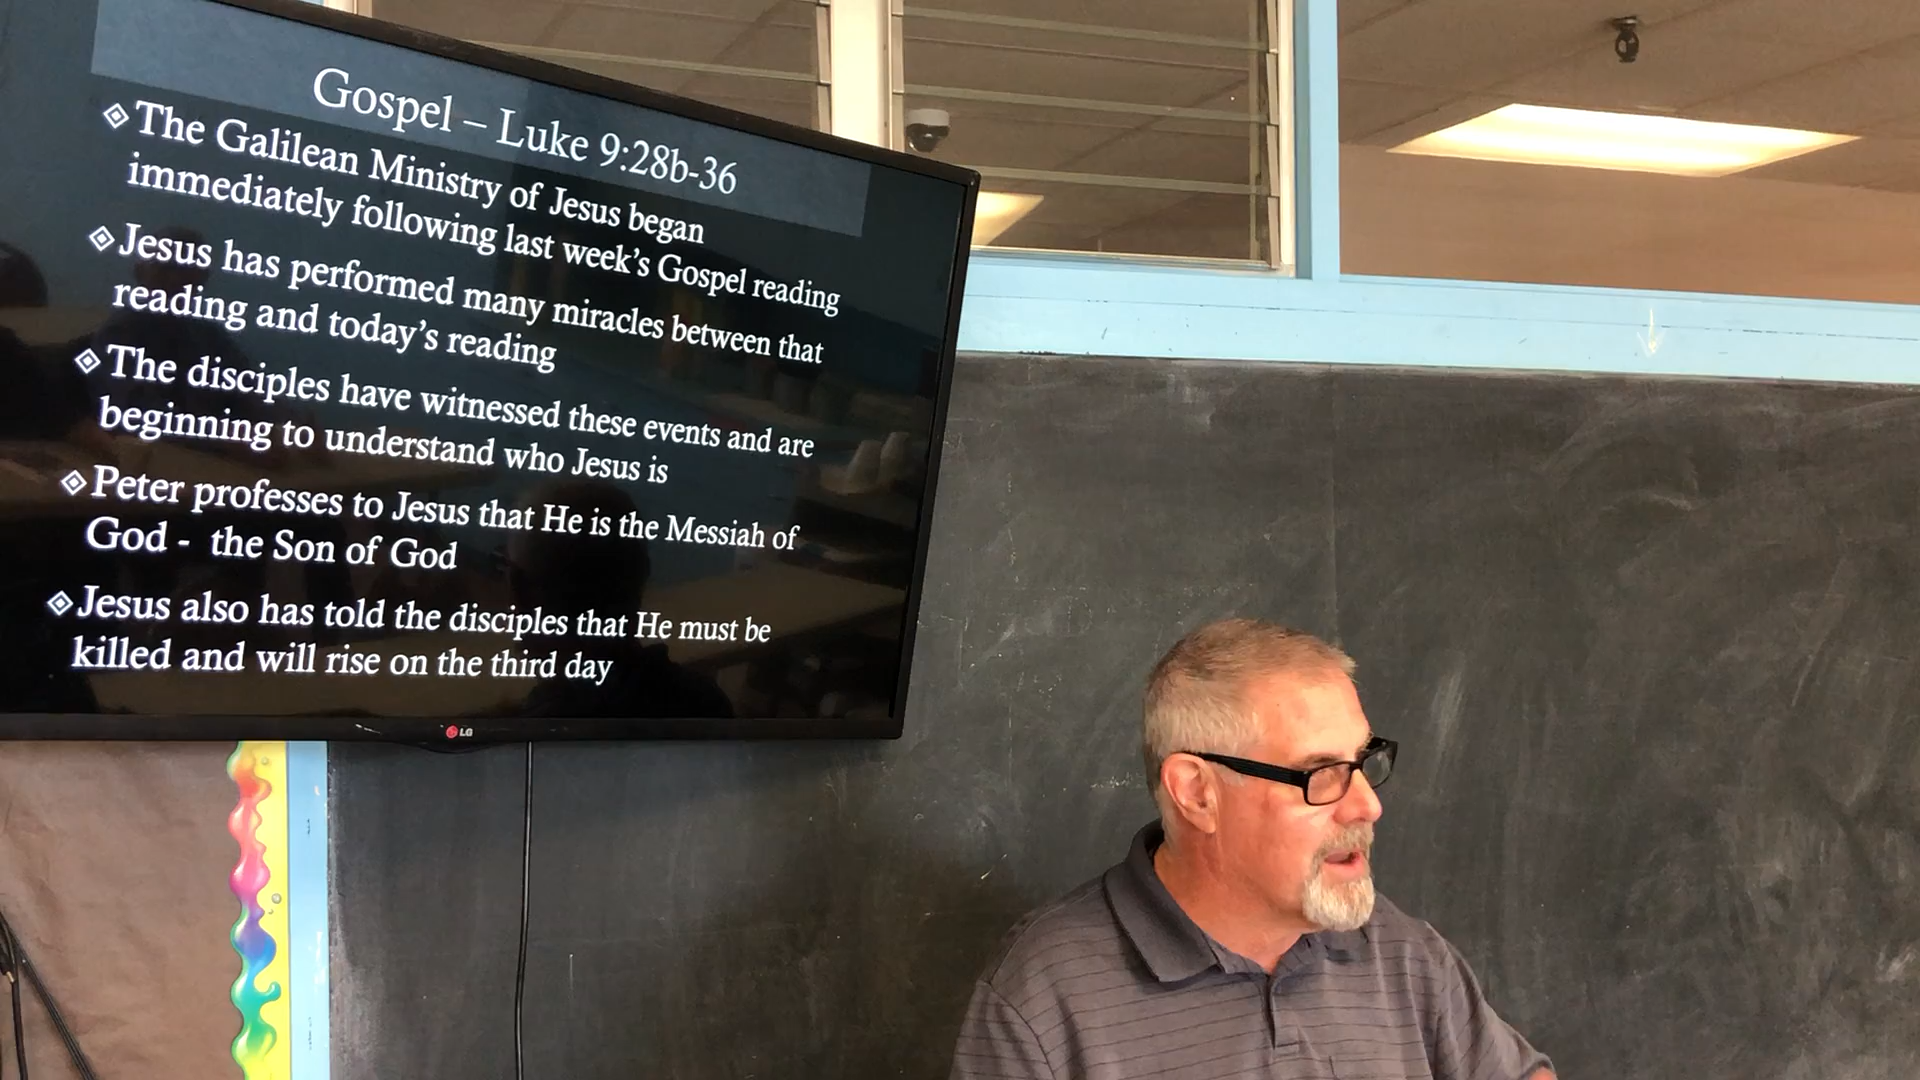 Gospel – Luke 9:28b-36
The Galilean Ministry of Jesus began
immediately following last week's Gospel reading
Jesus has performed many miracles between that
reading and today's reading
The disciples have witnessed these events and are
beginning to understand who Jesus is
Peter professes to Jesus that He is the Messiah of
God -  the Son of God
Jesus also has told the disciples that He must be
killed and will rise on the third day
LG